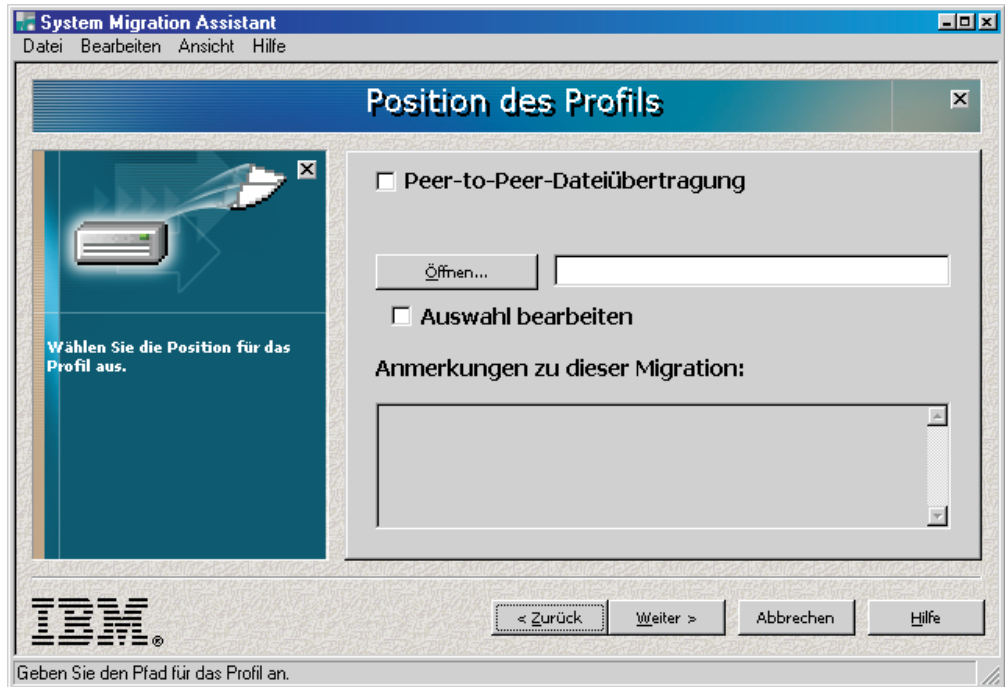 System Migration Assistant
Datei Bearbeiten Ansicht Hilfe
Position des Profils
Wählen Sie die Position für das
Profil aus.
Peer-to-Peer-Dateiübertragung
Öffnen...
Auswahl bearbeiten
Anmerkungen zu dieser Migration:
IBM®
< Zurück
Weiter >
Abbrechen
Hilfe
Geben Sie den Pfad für das Profil an.